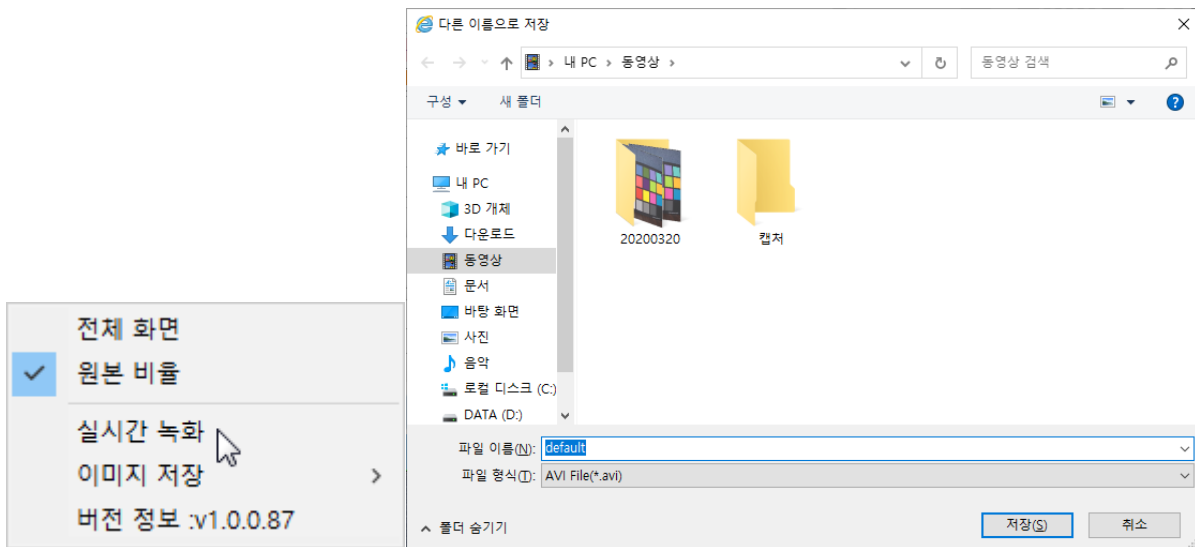 전체 화면
원본 비율
실시간 녹화
이미지 저장
버전 정보 :v1.0.0.87
다른 이름으로 저장
내 PC › 동영상 ›
동영상 검색
구성
새 폴더
바로 가기
내 PC
3D 개체
다운로드
동영상
문서
바탕 화면
사진
음악
로컬 디스크 (C:)
DATA (D:)
20200320
캡처
파일 이름(N): default
파일 형식(T): AVI File(*.avi)
폴더 숨기기
저장(S)
취소